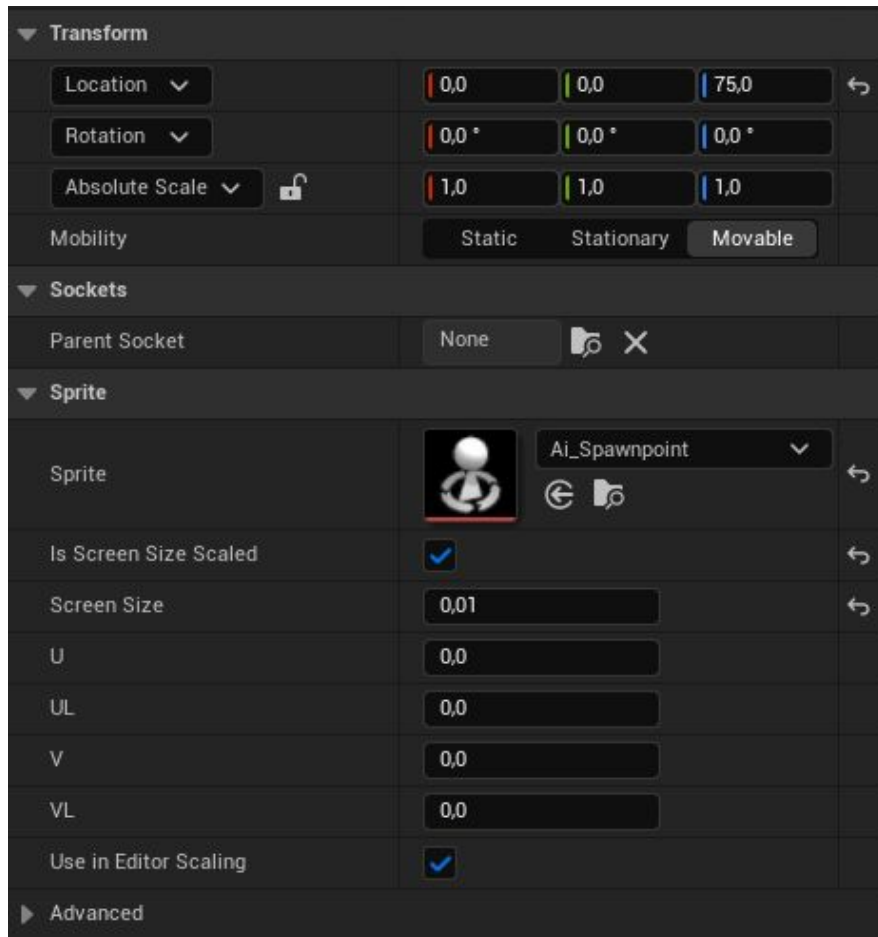 Transform
Location 0,0 0,0 75,0
Rotation 0,0 ° 0,0 ° 0,0 °
Absolute Scale 1,0 1,0 1,0
Mobility Static Stationary Movable
Sockets
Parent Socket None
Sprite
Sprite Ai_Spawnpoint
Is Screen Size Scaled
Screen Size 0,01
U 0,0
UL 0,0
V 0,0
VL 0,0
Use in Editor Scaling
Advanced